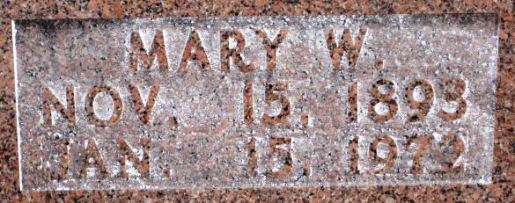 MARY W.
NOV. 15. 1893
JAN. 15. 1972